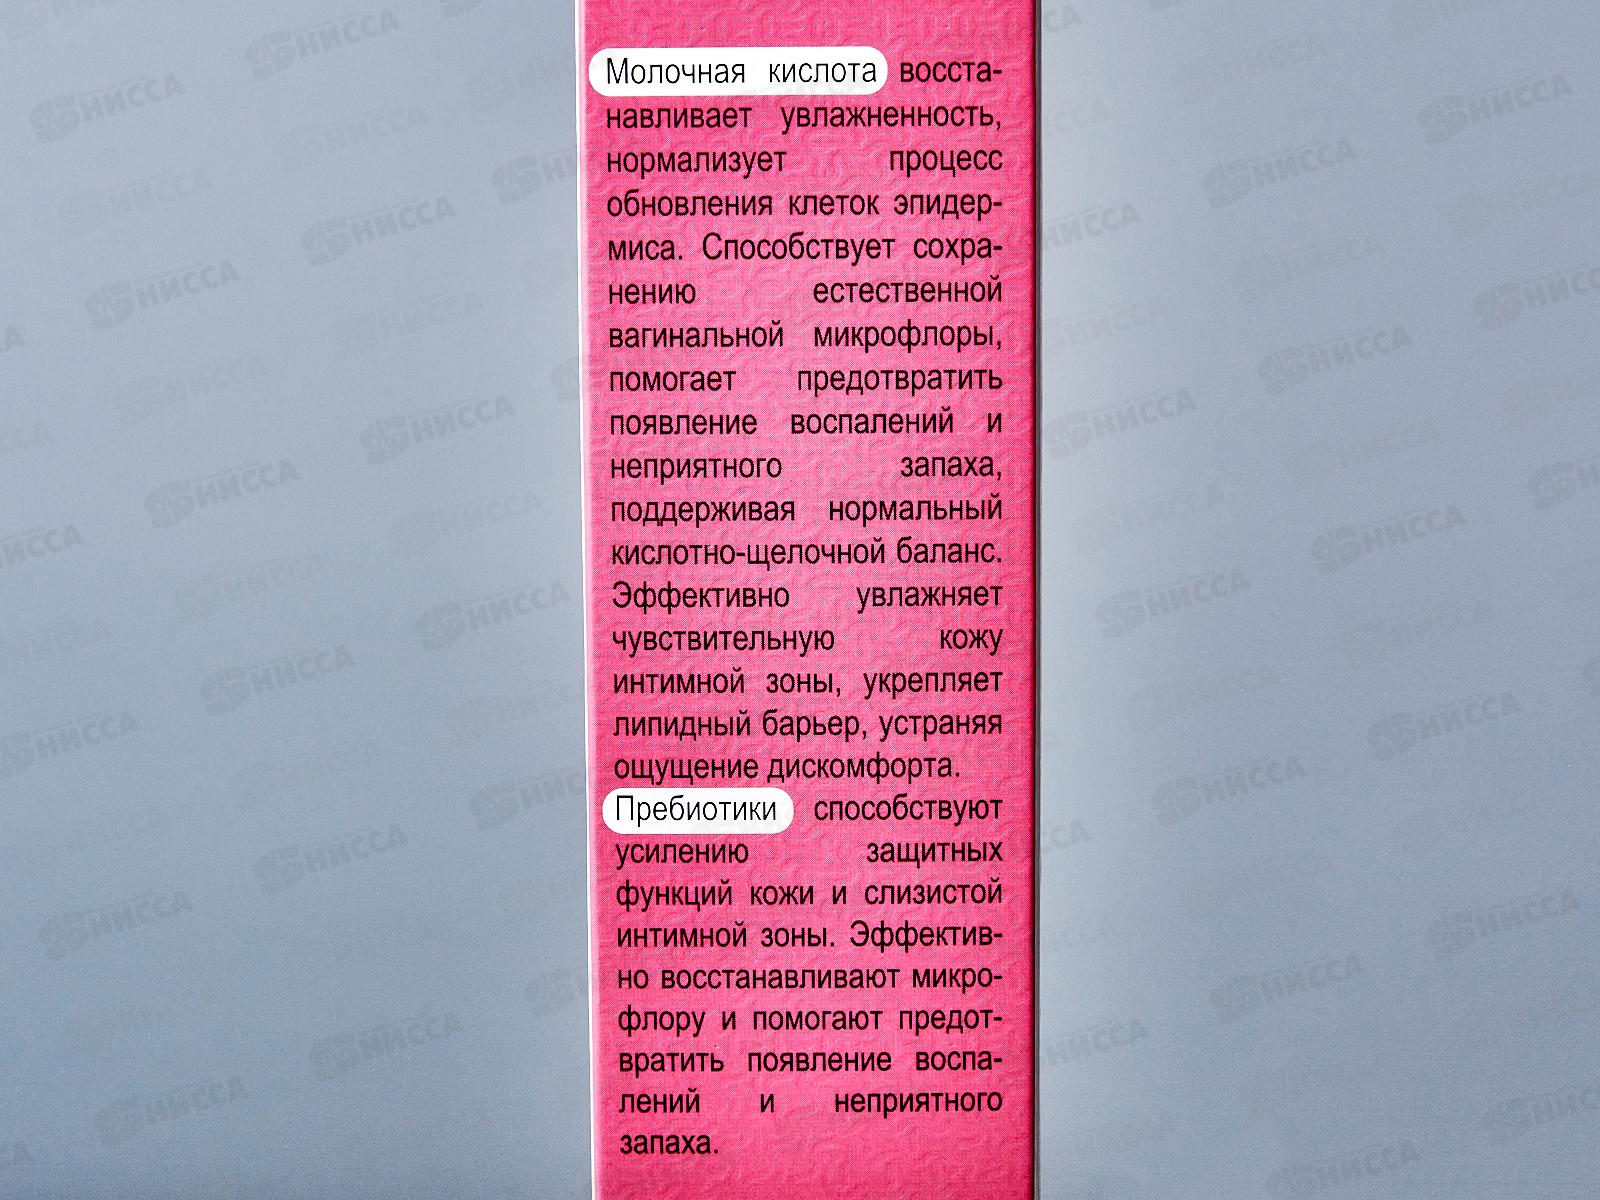 Молочная кислота восста-
навливает увлажненность,
нормализует процесс
обновления клеток эпидер-
миса. Способствует сохра-
нению естественной
вагинальной микрофлоры,
помогает предотвратить
появление воспалений и
неприятного запаха,
поддерживая нормальный
кислотно-щелочной баланс.
Эффективно увлажняет
чувствительную кожу
интимной зоны, укрепляет
липидный барьер, устраняя
ощущение дискомфорта.
Пребиотики способствуют
усилению защитных
функций кожи и слизистой
интимной зоны. Эффектив-
но восстанавливают микро-
флору и помогают предот-
вратить появление воспа-
лений и неприятного
запаха.